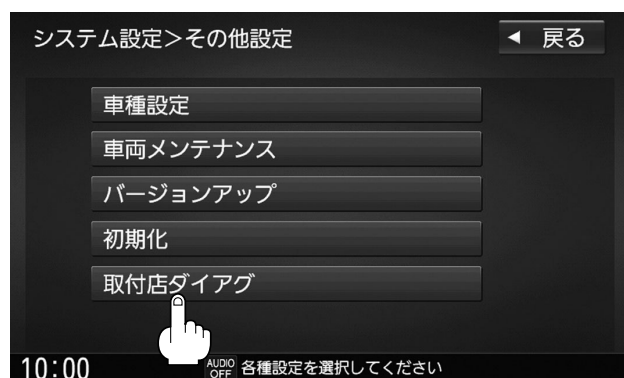 システム設定＞その他設定
◀ 戻る
車種設定
車両メンテナンス
バージョンアップ
初期化
取付店ダイアグ
10:00
AUDIO
OFF
各種設定を選択してください